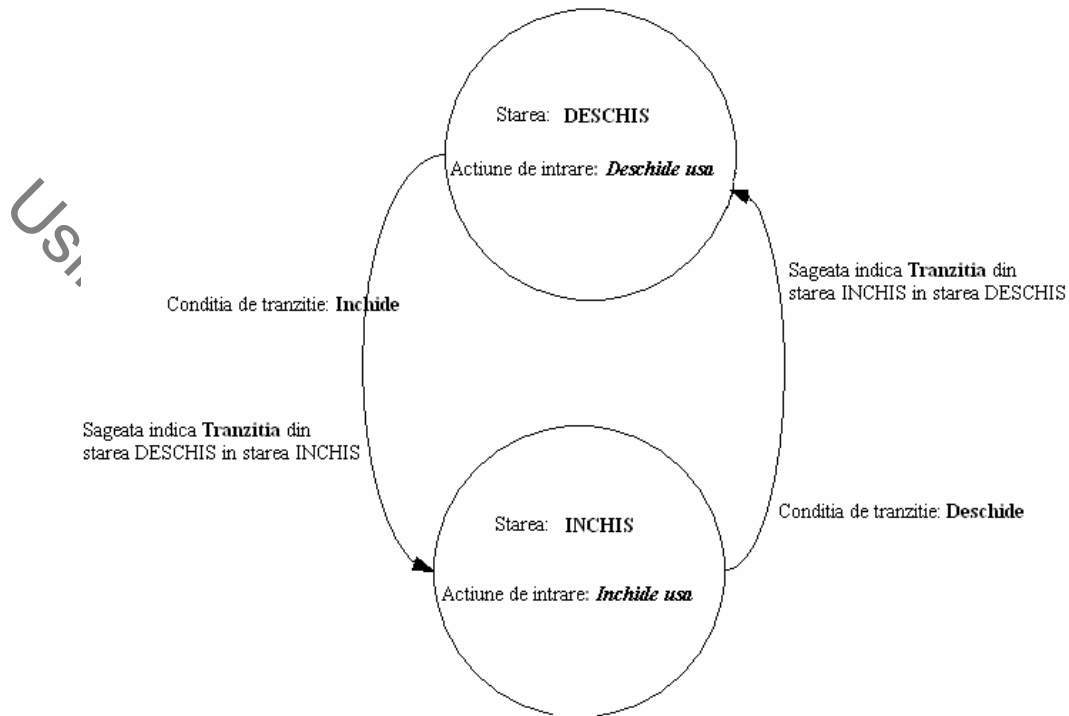 Starea: DESCHIS
Actiune de intrare: Deschide usa
Sageata indica Tranzitia din
starea INCHIS in starea DESCHIS
Conditia de tranzitie: Inchide
Sageata indica Tranzitia din
starea DESCHIS in starea INCHIS
Conditia de tranzitie: Deschide
Starea: INCHIS
Actiune de intrare: Inchide usa